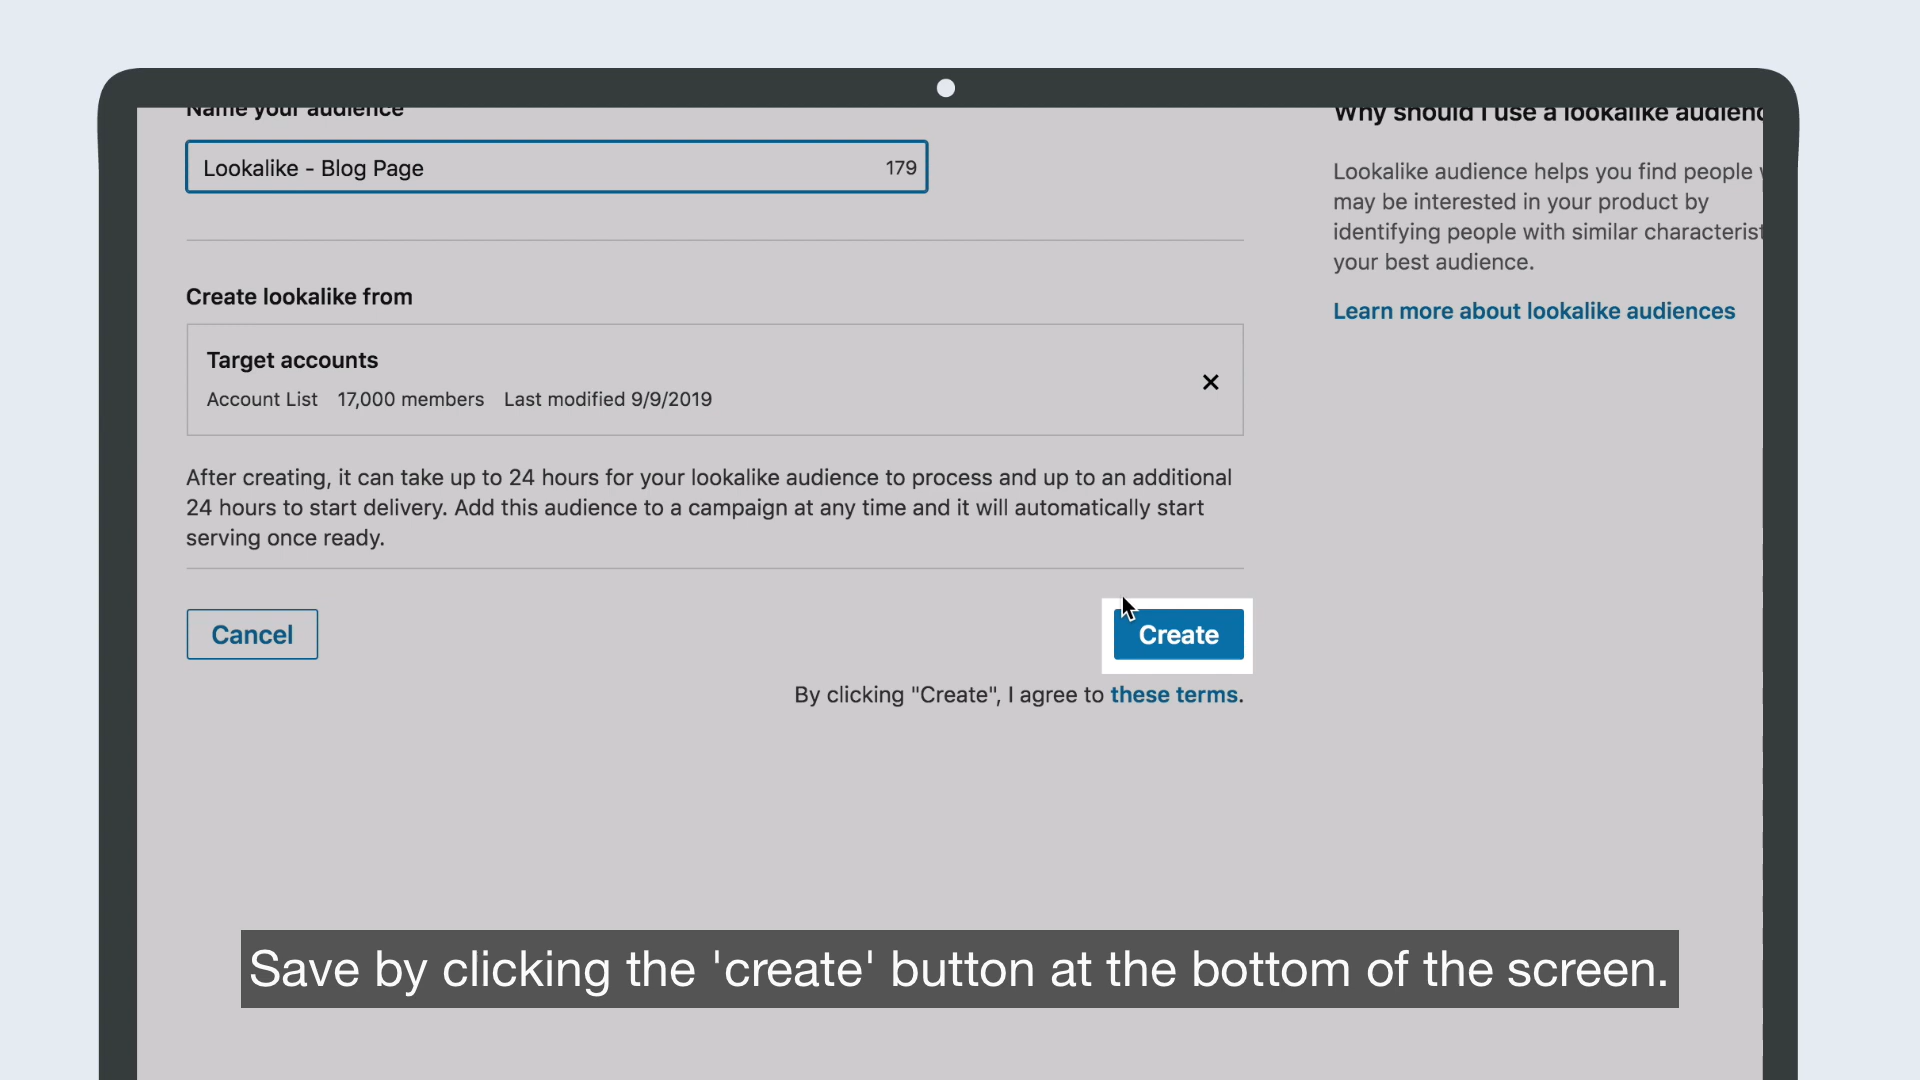 Name your audience
Lookalike - Blog Page 179
Create lookalike from
Target accounts
Account List 17,000 members Last modified 9/9/2019
After creating, it can take up to 24 hours for your lookalike audience to process and up to an additional
24 hours to start delivery. Add this audience to a campaign at any time and it will automatically start
serving once ready.
Cancel
Create
By clicking "Create", I agree to these terms.
Why should I use a lookalike
Lookalike audience helps you find people
may be interested in your product by
identifying people with similar
your best audience.
Learn more about lookalike audiences
Save by clicking the 'create' button at the bottom of the screen.